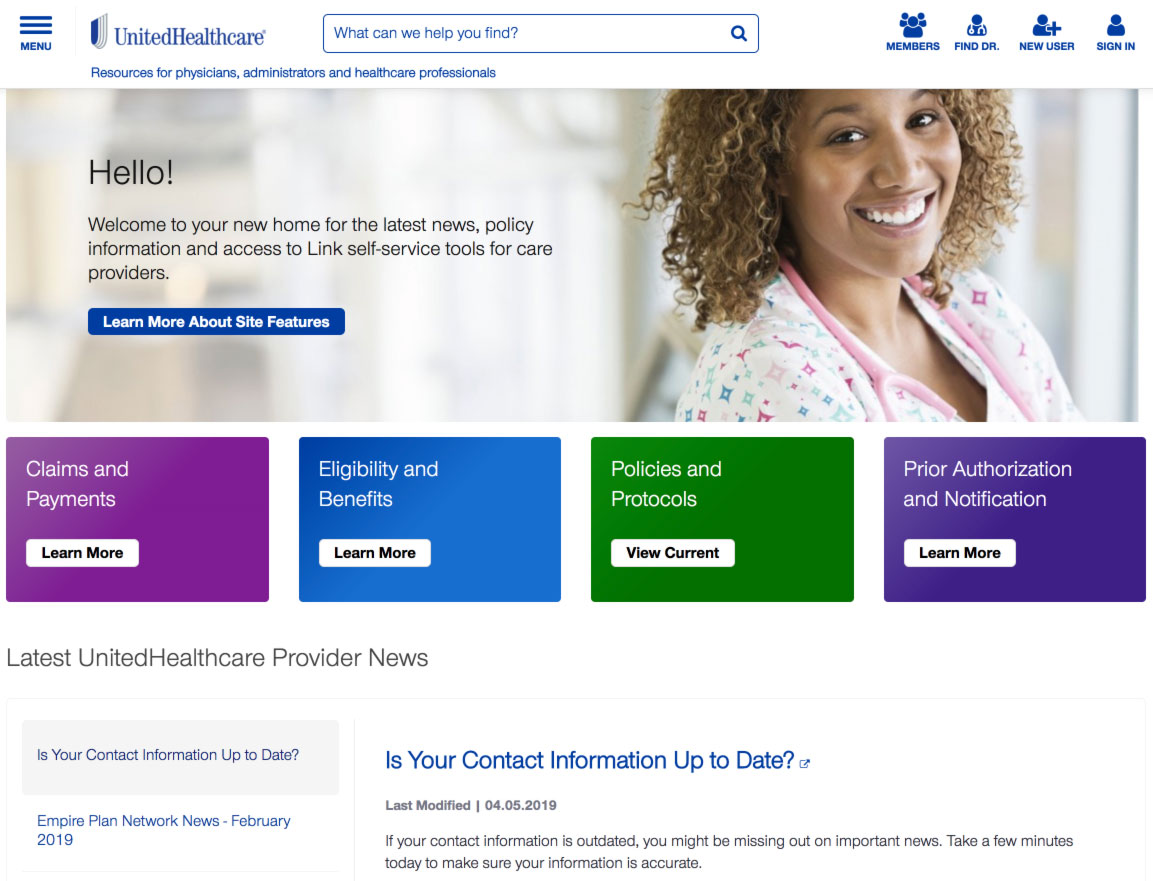 MENU
UnitedHealthcare®
What can we help you find?
MEMBERS
FIND DR.
NEW USER
SIGN IN
Resources for physicians, administrators and healthcare professionals
Hello!
Welcome to your new home for the latest news, policy
information and access to Link self-service tools for care
providers.
Learn More About Site Features
Claims and
Payments
Learn More
Eligibility and
Benefits
Learn More
Policies and
Protocols
View Current
Prior Authorization
and Notification
Learn More
Latest UnitedHealthcare Provider News
Is Your Contact Information Up to Date?
Empire Plan Network News - February
2019
Is Your Contact Information Up to Date?
Last Modified | 04.05.2019
If your contact information is outdated, you might be missing out on important news. Take a few minutes
today to make sure your information is accurate.